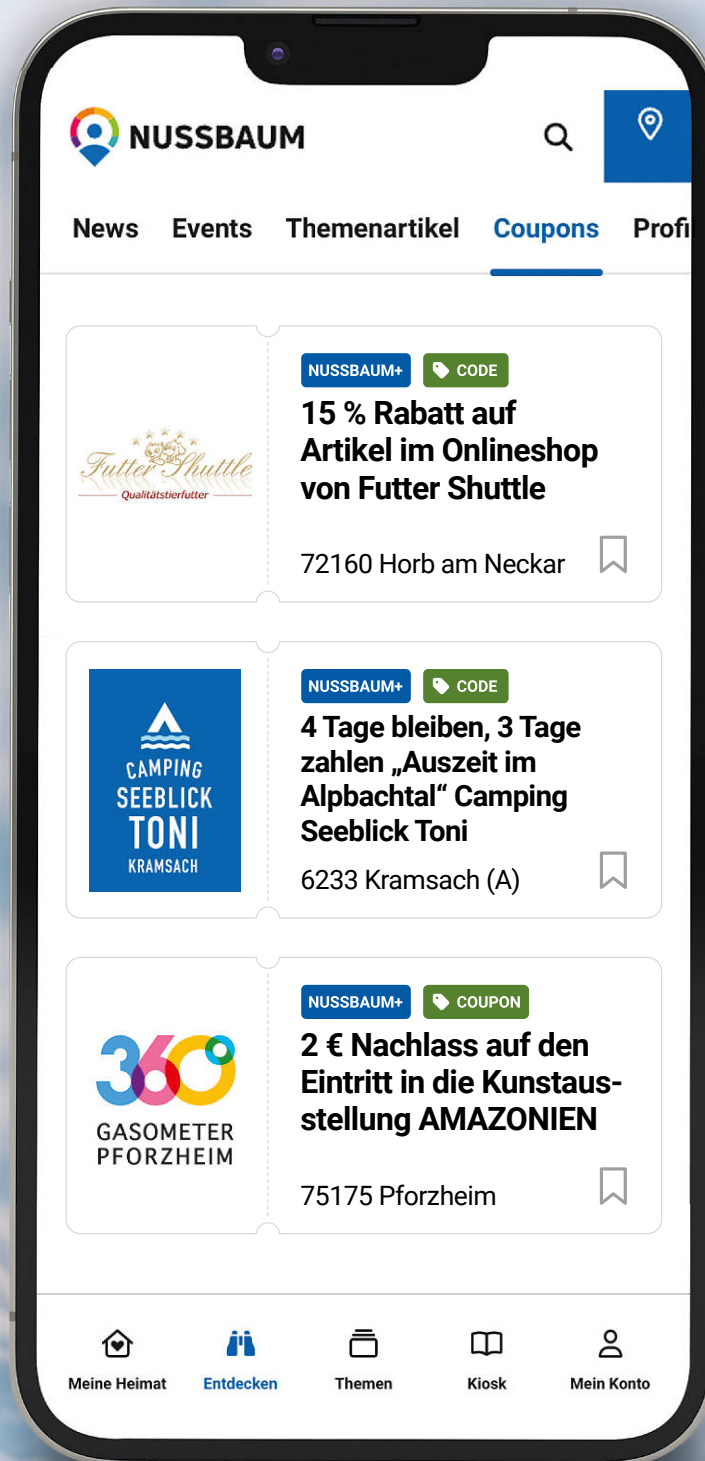 NUSSBAUM
News Events Themenartikel Coupons Profi
NUSSBAUM+ CODE
15 % Rabatt auf
Artikel im Onlineshop
von Futter Shuttle
72160 Horb am Neckar
Futter Shuttle
Qualitätstierfutter
NUSSBAUM+ CODE
4 Tage bleiben, 3 Tage
zahlen „Auszeit im
Alpbachtal“ Camping
Seeblick Toni
6233 Kramsach (A)
CAMPING
SEEBLICK
TONI
KRAMSACH
NUSSBAUM+ COUPON
2 € Nachlass auf den
Eintritt in die Kunstaus-
stellung AMAZONIEN
75175 Pforzheim
360°
GASOMETER
PFORZHEIM
Meine Heimat Entdecken Themen Kiosk Mein Konto